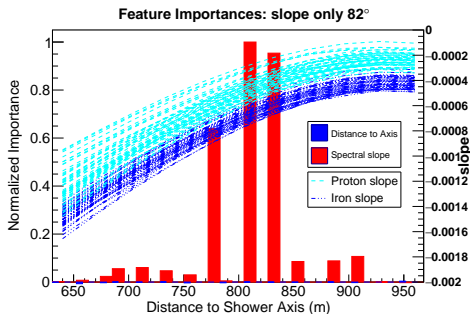 Feature Importances: slope only 82°
Normalized Importance
1
0.8
0.6
0.4
0.2
0
0
-0.0002
-0.0004
-0.0006
-0.0008
-0.001
-0.0012
-0.0014
-0.0016
-0.0018
-0.002
slope
Distance to Axis
Spectral slope
Proton slope
Iron slope
650 700 750 800 850 900 950
Distance to Shower Axis (m)